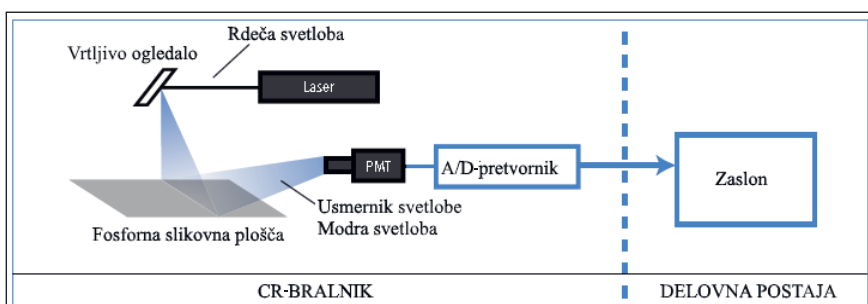 Rdeča svetloba
Vrtljivo ogledalo
Laser
PMT
A/D-pretvornik
Zaslon
Usmernik svetlobe
Modra svetloba
Fosforna slikovna plošča
CR-BRALNIK
DELOVNA POSTAJA